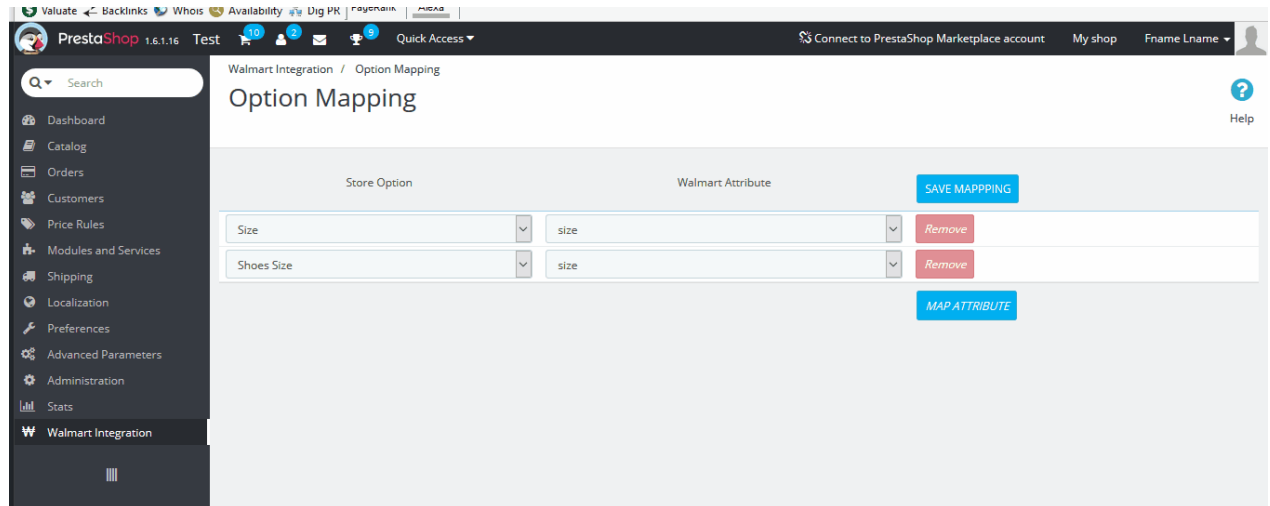 Valuate Backlinks Whois Availability Dig PR PageRank Alexa
PrestaShop 1.6.1.16 Test 10 2 9 Quick Access Connect to PrestaShop Marketplace account My shop Fname Lname
Walmart Integration / Option Mapping
Search
Option Mapping
Help
Dashboard
Catalog
Orders
Customers
Price Rules
Modules and Services
Shipping
Localization
Preferences
Advanced Parameters
Administration
Stats
Walmart Integration
Store Option Walmart Attribute SAVE MAPPPING
Size size Remove
Shoes Size size Remove
MAP ATTRIBUTE